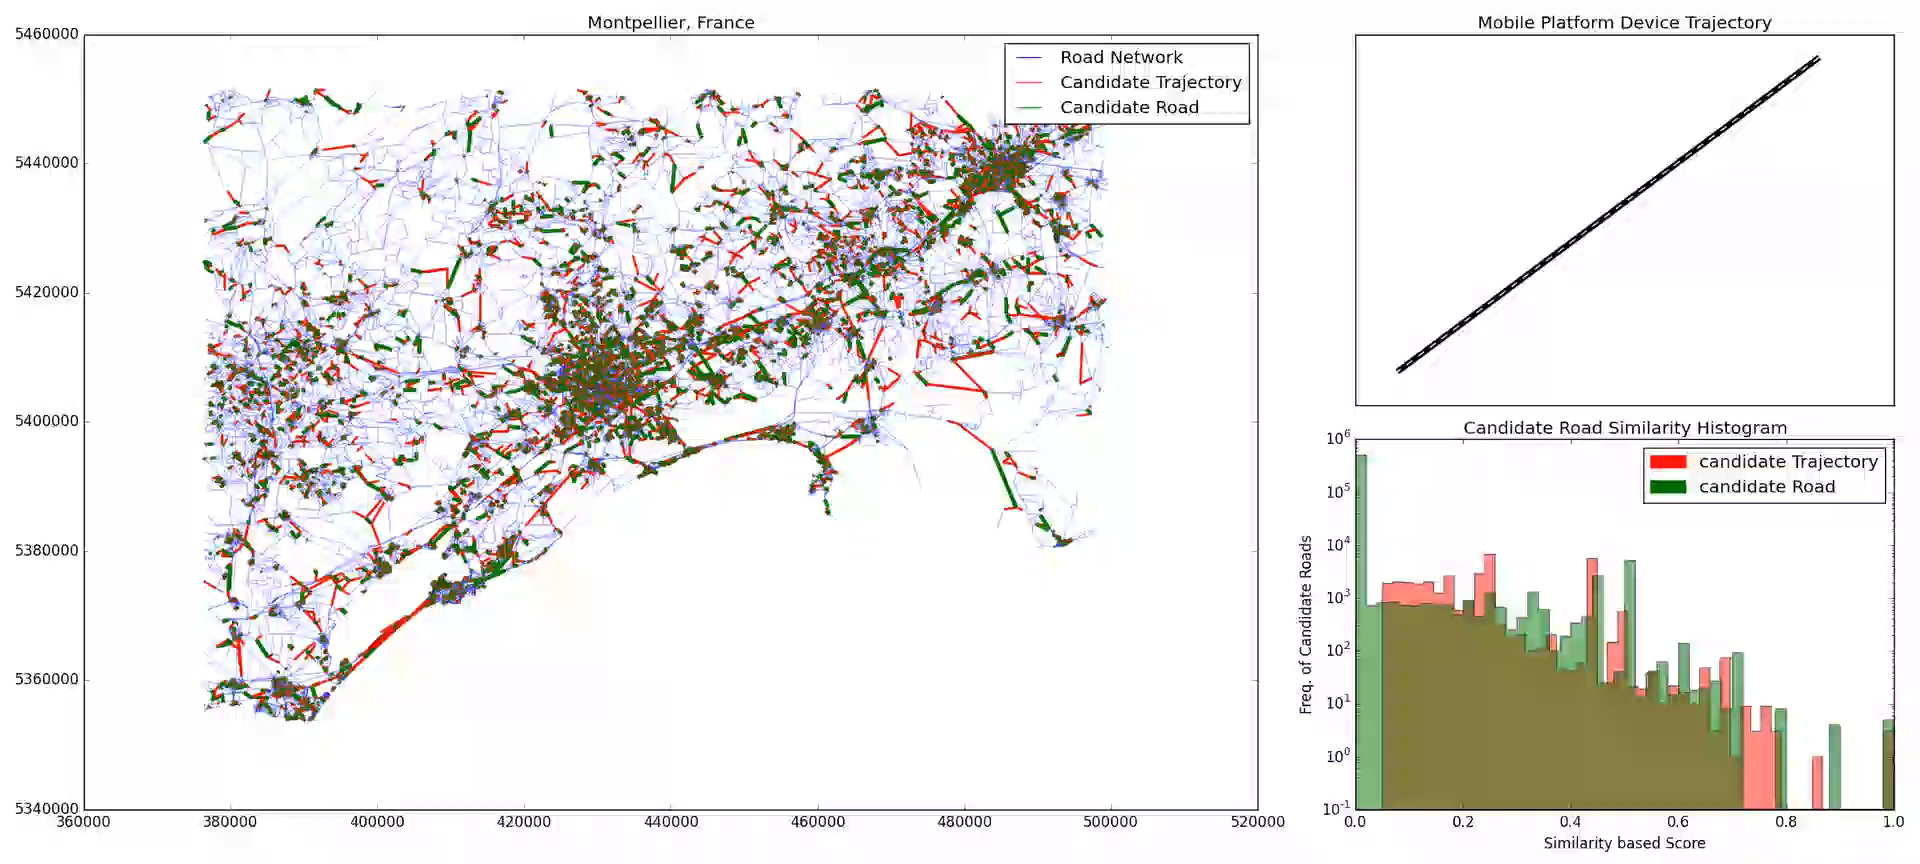 Montpellier, France
5460000
5440000
5420000
5400000
5380000
5360000
5340000
360000 380000 400000 420000 440000 460000 480000 500000 520000
Road Network
Candidate Trajectory
Candidate Road
Mobile Platform Device Trajectory
Candidate Road Similarity Histogram
candidate Trajectory
candidate Road
Freq. of Candidate Roads
10^6
10^5
10^4
10^3
10^2
10^1
10^0
10^-1
0.0 0.2 0.4 0.6 0.8 1.0
Similarity based Score